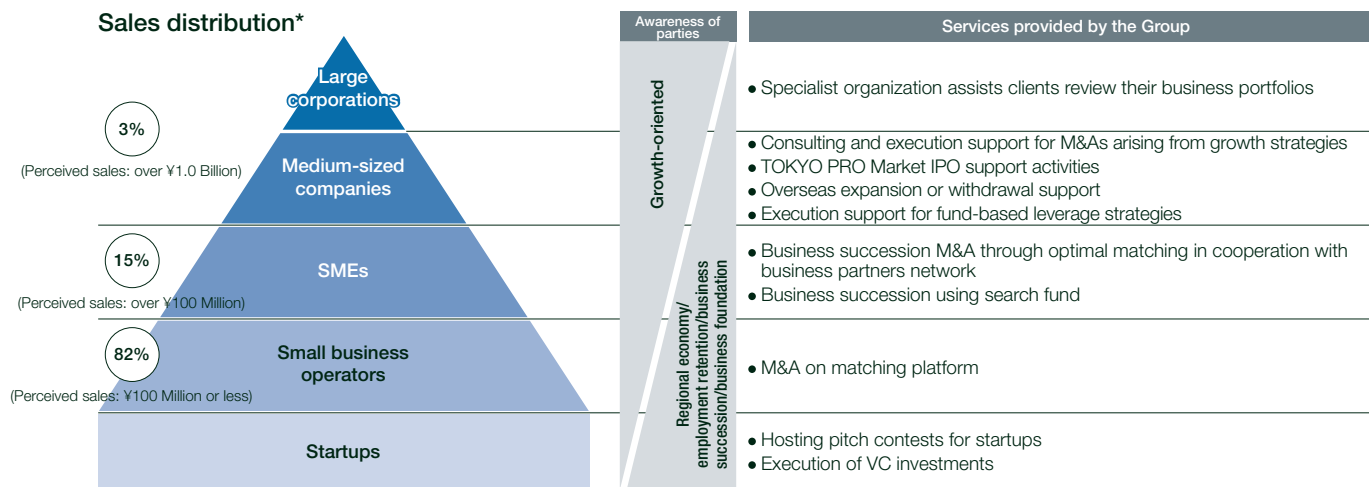 Sales distribution*
Awareness of
parties
Services provided by the Group
Large
corporations
3%
(Perceived sales: over ¥1.0 Billion)
Medium-sized
companies
15%
(Perceived sales: over ¥100 Million)
SMEs
82%
(Perceived sales: ¥100 Million or less)
Small business
operators
Startups
Growth-oriented
Regional economy/
employment retention/business
succession/business foundation
• Specialist organization assists clients review their business portfolios
• Consulting and execution support for M&As arising from growth strategies
• TOKYO PRO Market IPO support activities
• Overseas expansion or withdrawal support
• Execution support for fund-based leverage strategies
• Business succession M&A through optimal matching in cooperation with
business partners network
• Business succession using search fund
• M&A on matching platform
• Hosting pitch contests for startups
• Execution of VC investments